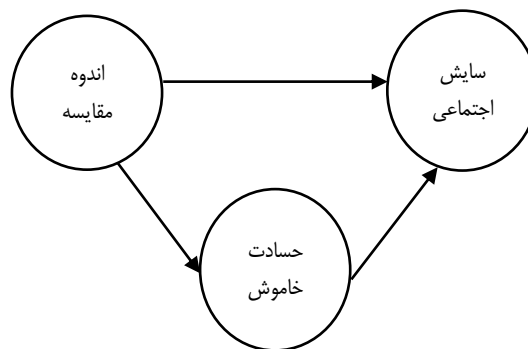 اندوه
مقایسه
سایش
اجتماعی
حسادت
خاموش